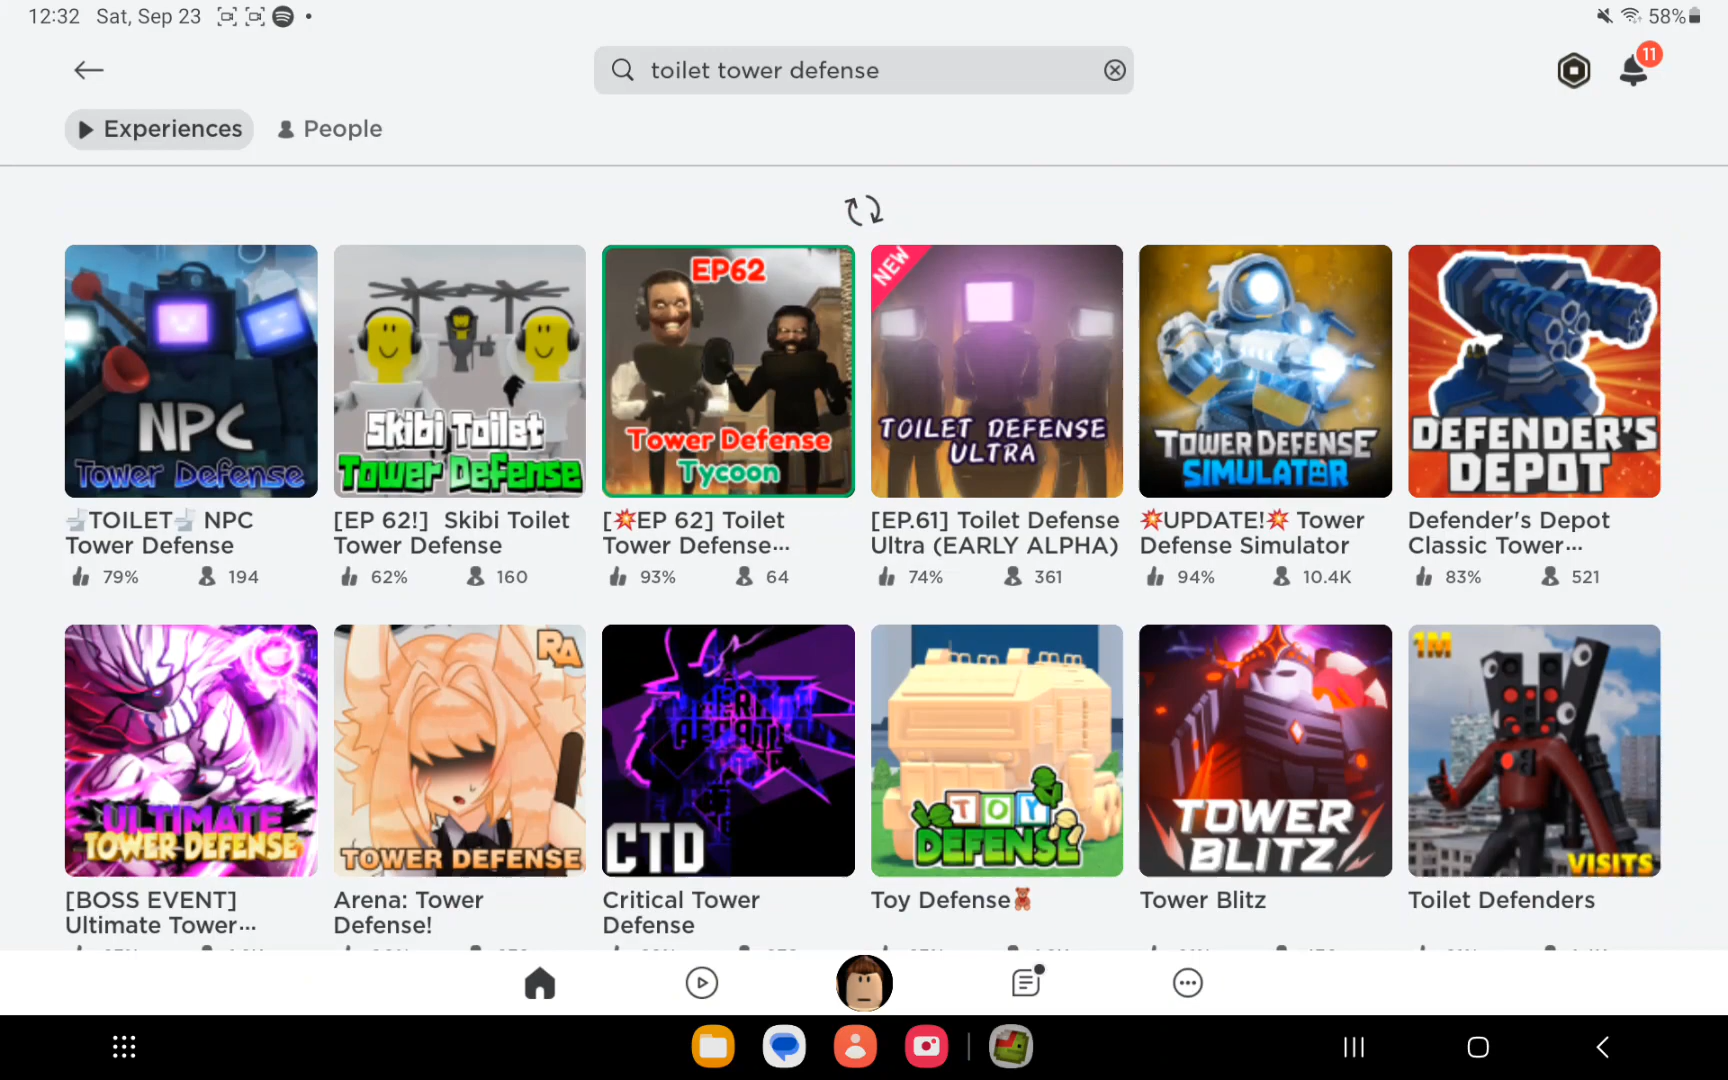 12:32 Sat, Sep 23
58%
toilet tower defense
11
Experiences
People
NPC
Tower Defense
Skibi Toilet
Tower Defense
EP62
Tower Defense
Tycoon
NEW
TOILET DEFENSE
ULTRA
TOWER DEFENSE
SIMULATOR
DEFENDER'S
DEPOT
🚽TOILET🚽 NPC
Tower Defense
[EP 62!] Skibi Toilet
Tower Defense
[💥EP 62] Toilet
Tower Defense...
[EP.61] Toilet Defense
Ultra (EARLY ALPHA)
💥UPDATE!💥 Tower
Defense Simulator
Defender's Depot
Classic Tower...
79% 194
62% 160
93% 64
74% 361
94% 10.4K
83% 521
ULTIMATE
TOWER DEFENSE
RA
TOWER DEFENSE
CTD
TOY
DEFENSE
TOWER
BLITZ
1M
VISITS
[BOSS EVENT]
Ultimate Tower...
Arena: Tower
Defense!
Critical Tower
Defense
Toy Defense🧸
Tower Blitz
Toilet Defenders